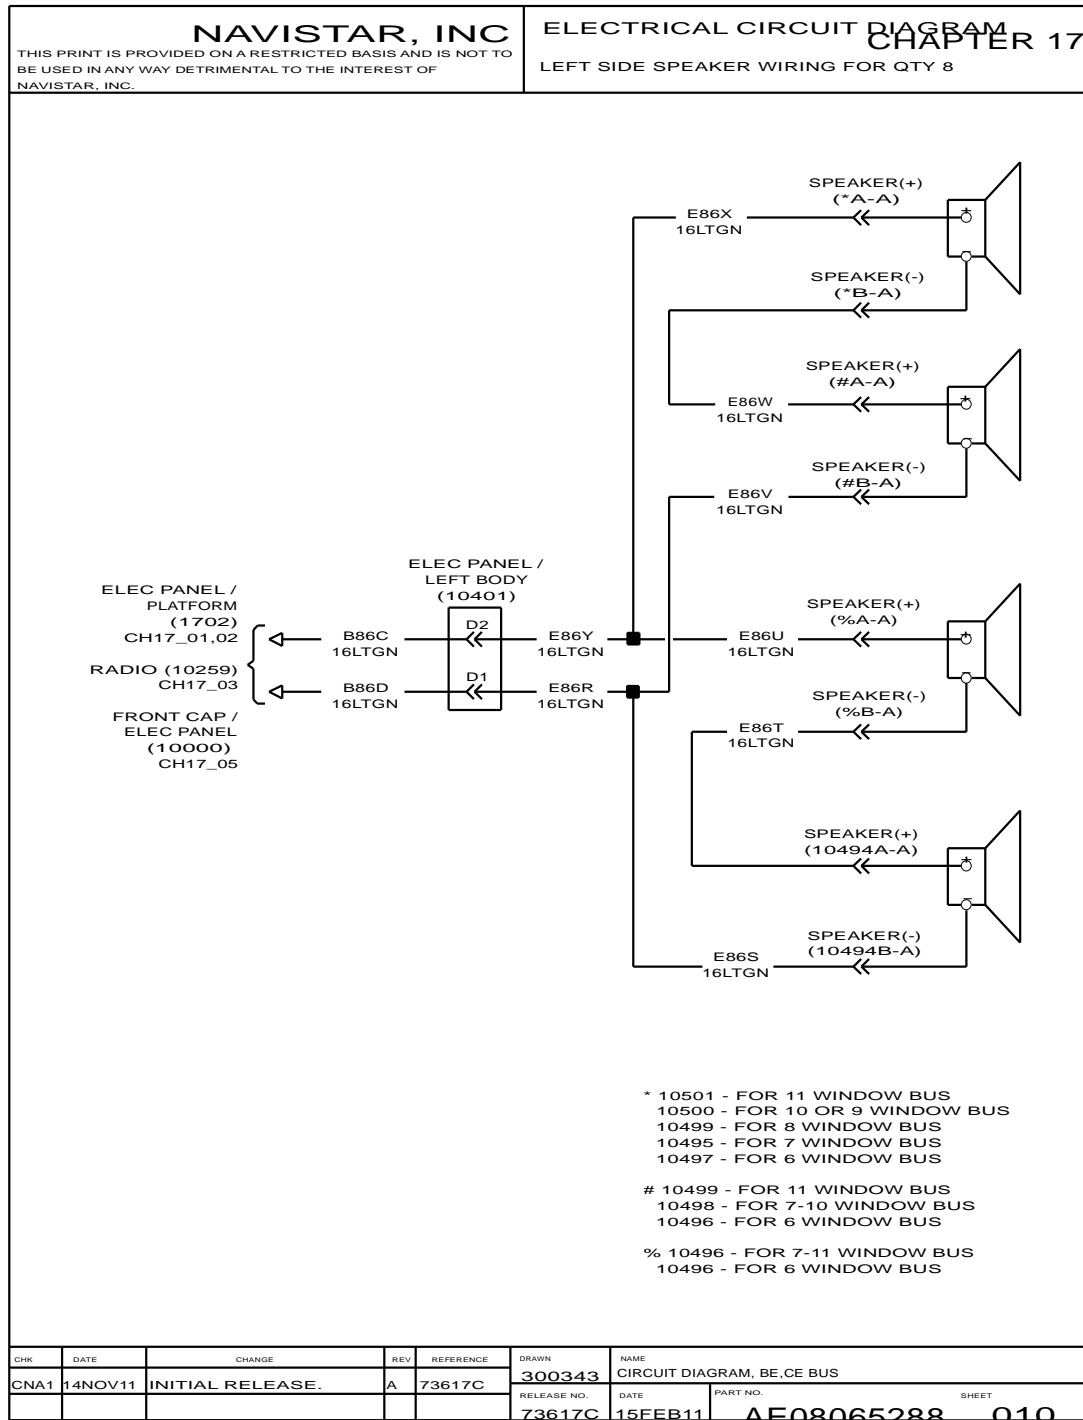 NAVISTAR, INC
THIS PRINT IS PROVIDED ON A RESTRICTED BASIS AND IS NOT TO
BE USED IN ANY WAY DETRIMENTAL TO THE INTEREST OF
NAVISTAR, INC.
ELECTRICAL CIRCUIT DIAGRAM
CHAPTER 17
LEFT SIDE SPEAKER WIRING FOR QTY 8
SPEAKER(+)
(*A-A)
E86X
16LTGN
+
-
SPEAKER(-)
(*B-A)
SPEAKER(+)
(#A-A)
E86W
16LTGN
+
-
SPEAKER(-)
(#B-A)
E86V
16LTGN
ELEC PANEL /
LEFT BODY
(10401)
ELEC PANEL /
PLATFORM
(1702)
CH17_01,02
RADIO (10259)
CH17_03
FRONT CAP /
ELEC PANEL
(10000)
CH17_05
B86C
16LTGN
D2
E86Y
16LTGN
B86D
16LTGN
D1
E86R
16LTGN
SPEAKER(+)
(%A-A)
E86U
16LTGN
+
-
SPEAKER(-)
(%B-A)
E86T
16LTGN
SPEAKER(+)
(10494A-A)
+
-
SPEAKER(-)
(10494B-A)
E86S
16LTGN
* 10501 - FOR 11 WINDOW BUS
10500 - FOR 10 OR 9 WINDOW BUS
10499 - FOR 8 WINDOW BUS
10495 - FOR 7 WINDOW BUS
10497 - FOR 6 WINDOW BUS
# 10499 - FOR 11 WINDOW BUS
10498 - FOR 7-10 WINDOW BUS
10496 - FOR 6 WINDOW BUS
% 10496 - FOR 7-11 WINDOW BUS
10496 - FOR 6 WINDOW BUS
CHK DATE CHANGE REV REFERENCE
CNA1 14NOV11 INITIAL RELEASE. A 73617C
DRAWN
300343
NAME
CIRCUIT DIAGRAM, BE,CE BUS
RELEASE NO.
73617C
DATE
15FEB11
PART NO.
AE08065288
SHEET
010